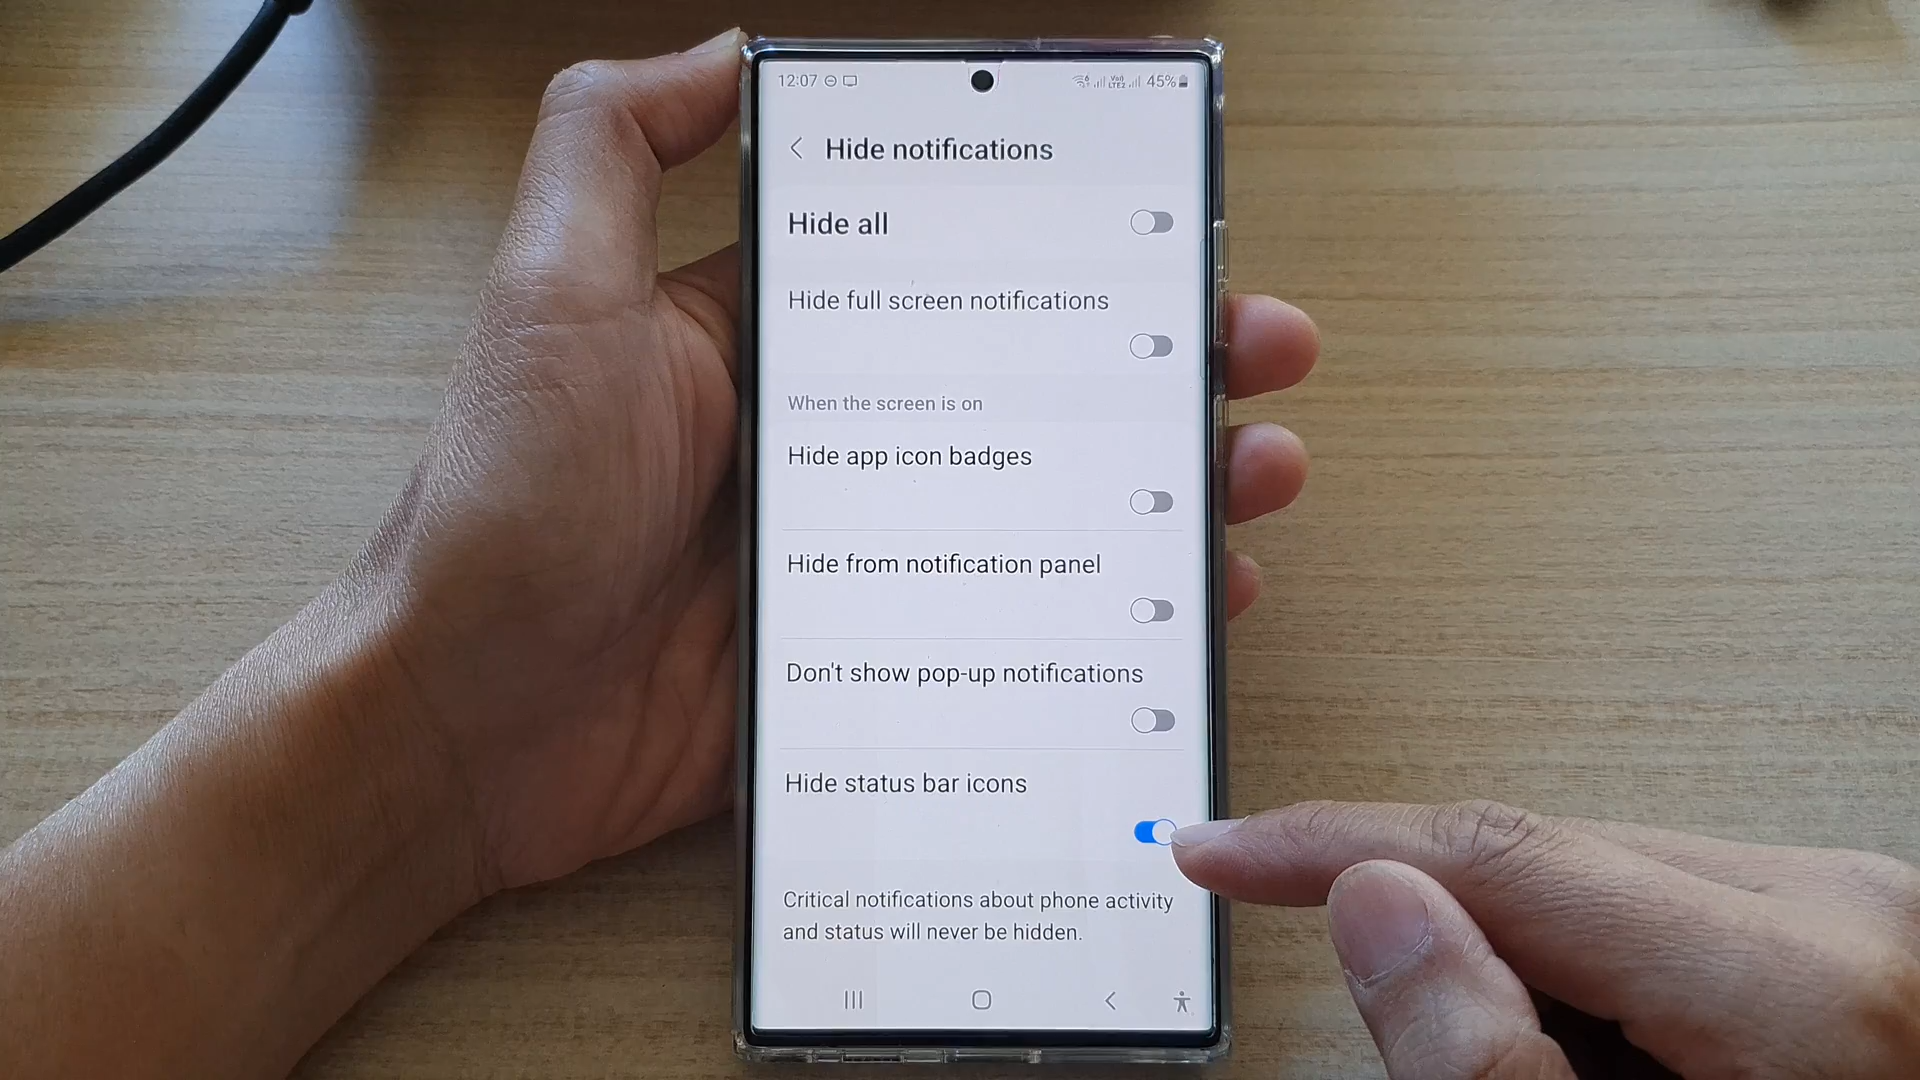 12:07 45%
Hide notifications
Hide all
Hide full screen notifications
When the screen is on
Hide app icon badges
Hide from notification panel
Don't show pop-up notifications
Hide status bar icons
Critical notifications about phone activity
and status will never be hidden.